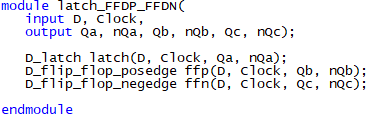 module latch_FFDP_FFDN(
input D, Clock,
output Qa, nQa, Qb, nQb, Qc, nQc);
D_latch latch(D, Clock, Qa, nQa);
D_flip_flop_posedge ffp(D, Clock, Qb, nQb);
D_flip_flop_negedge ffn(D, Clock, Qc, nQc);
endmodule